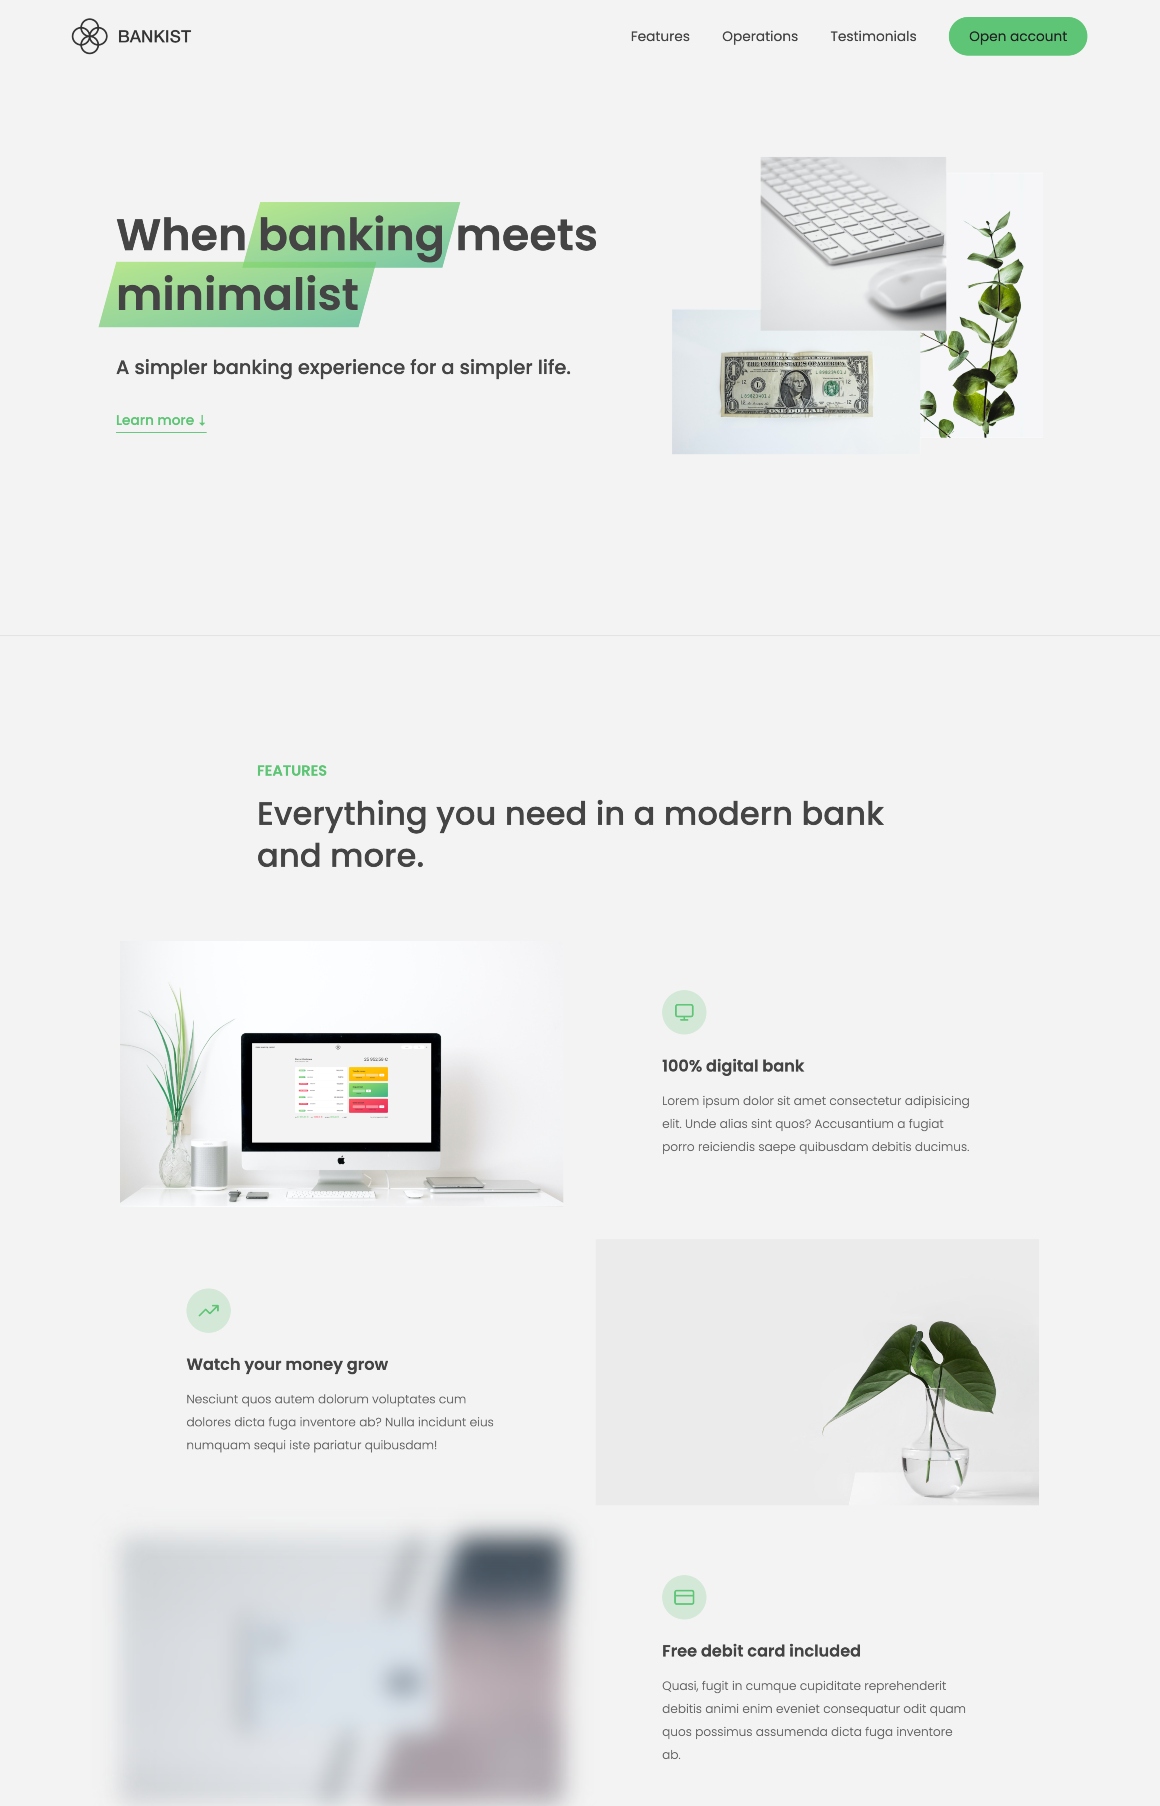 BANKIST
Features
Operations
Testimonials
Open account
When banking meets
minimalist
A simpler banking experience for a simpler life.
Learn more ↓
ONE DOLLAR
FEATURES
Everything you need in a modern bank
and more.
100% digital bank
Lorem ipsum dolor sit amet consectetur adipisicing
elit. Unde alias sint quos? Accusantium a fugiat
porro reiciendis saepe quibusdam debitis ducimus.
Watch your money grow
Nesciunt quos autem dolorum voluptates cum
dolores dicta fuga inventore ab? Nulla incidunt eius
numquam sequi iste pariatur quibusdam!
Free debit card included
Quasi, fugit in cumque cupiditate reprehenderit
debitis animi enim eveniet consequatur odit quam
quos possimus assumenda dicta fuga inventore
ab.